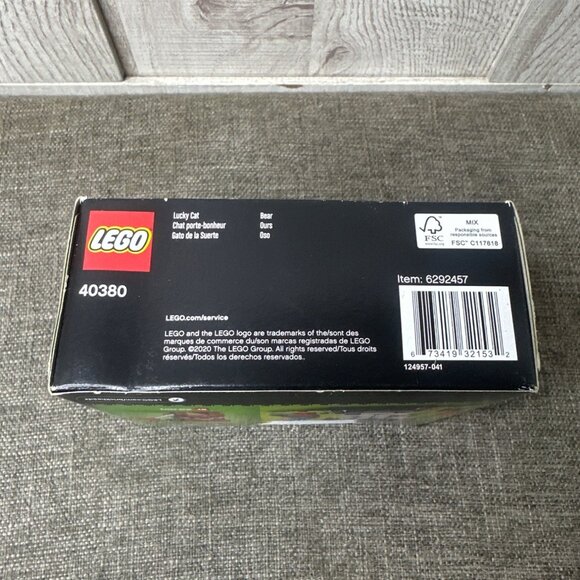 LEGO
Lucky Cat
Chat porte-bonheur
Gato de la Suerte
Bear
Ours
Oso
FSC
MIX
Packaging from
responsible sources
FSC™ C117818
40380
Item: 6292457
LEGO.com/service
LEGO and the LEGO logo are trademarks of the/sont des
marques de commerce du/son marcas registradas de LEGO
Group. ©2020 The LEGO Group. All rights reserved/Tous droits
réservés/Todos los derechos reservados.
6 73419 32153 2
124957-041